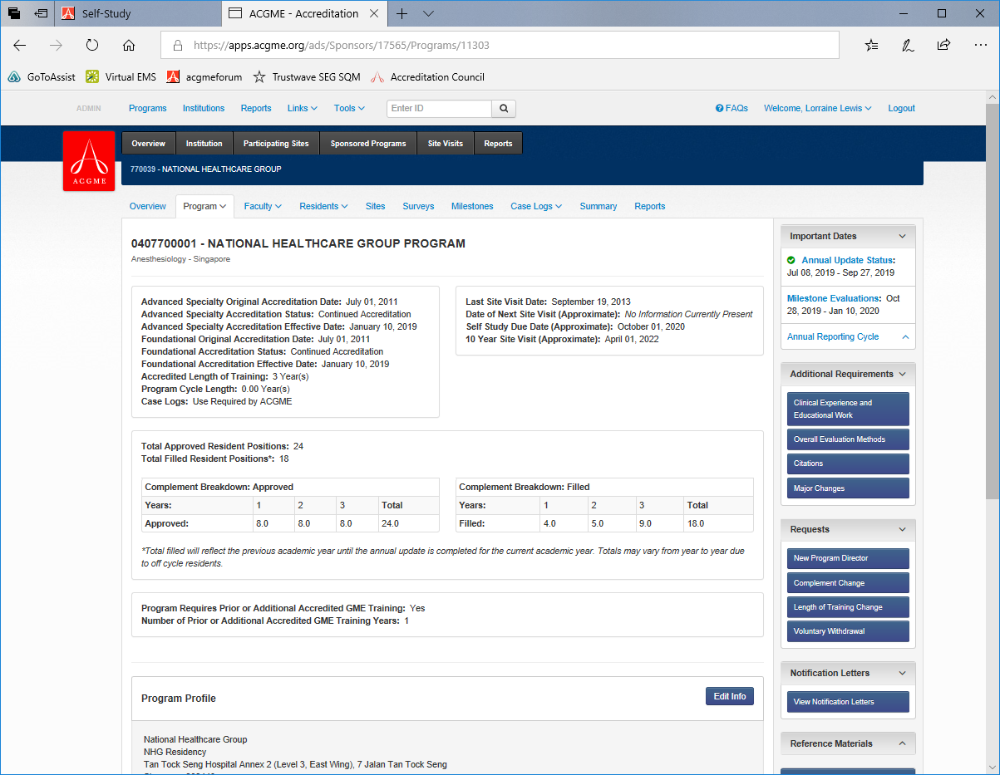 Self-Study
ACGME - Accreditation
https://apps.acgme.org/ads/Sponsors/17565/Programs/11303
GoToAssist Virtual EMS acgmeforum Trustwave SEG SQM Accreditation Council
ADMIN Programs Institutions Reports Links Tools Enter ID FAQs Welcome, Lorraine Lewis Logout
Overview Institution Participating Sites Sponsored Programs Site Visits Reports
ACGME
770039 - NATIONAL HEALTHCARE GROUP
Overview Program Faculty Residents Sites Surveys Milestones Case Logs Summary Reports
0407700001 - NATIONAL HEALTHCARE GROUP PROGRAM
Anesthesiology - Singapore
Advanced Specialty Original Accreditation Date: July 01, 2011
Advanced Specialty Accreditation Status: Continued Accreditation
Advanced Specialty Accreditation Effective Date: January 10, 2019
Foundational Original Accreditation Date: July 01, 2011
Foundational Accreditation Status: Continued Accreditation
Foundational Accreditation Effective Date: January 10, 2019
Accredited Length of Training: 3 Year(s)
Program Cycle Length: 0.00 Year(s)
Case Logs: Use Required by ACGME
Last Site Visit Date: September 19, 2013
Date of Next Site Visit (Approximate): No Information Currently Present
Self Study Due Date (Approximate): October 01, 2020
10 Year Site Visit (Approximate): April 01, 2022
Total Approved Resident Positions: 24
Total Filled Resident Positions*: 18
Complement Breakdown: Approved
Years: 1 2 3 Total
Approved: 8.0 8.0 8.0 24.0
Complement Breakdown: Filled
Years: 1 2 3 Total
Filled: 4.0 5.0 9.0 18.0
*Total filled will reflect the previous academic year until the annual update is completed for the current academic year. Totals may vary from year to year due
to off cycle residents.
Program Requires Prior or Additional Accredited GME Training: Yes
Number of Prior or Additional Accredited GME Training Years: 1
Program Profile
Edit Info
National Healthcare Group
NHG Residency
Tan Tock Seng Hospital Annex 2 (Level 3, East Wing), 7 Jalan Tan Tock Seng
Important Dates
Annual Update Status:
Jul 08, 2019 - Sep 27, 2019
Milestone Evaluations: Oct
28, 2019 - Jan 10, 2020
Annual Reporting Cycle
Additional Requirements
Clinical Experience and
Educational Work
Overall Evaluation Methods
Citations
Major Changes
Requests
New Program Director
Complement Change
Length of Training Change
Voluntary Withdrawal
Notification Letters
View Notification Letters
Reference Materials